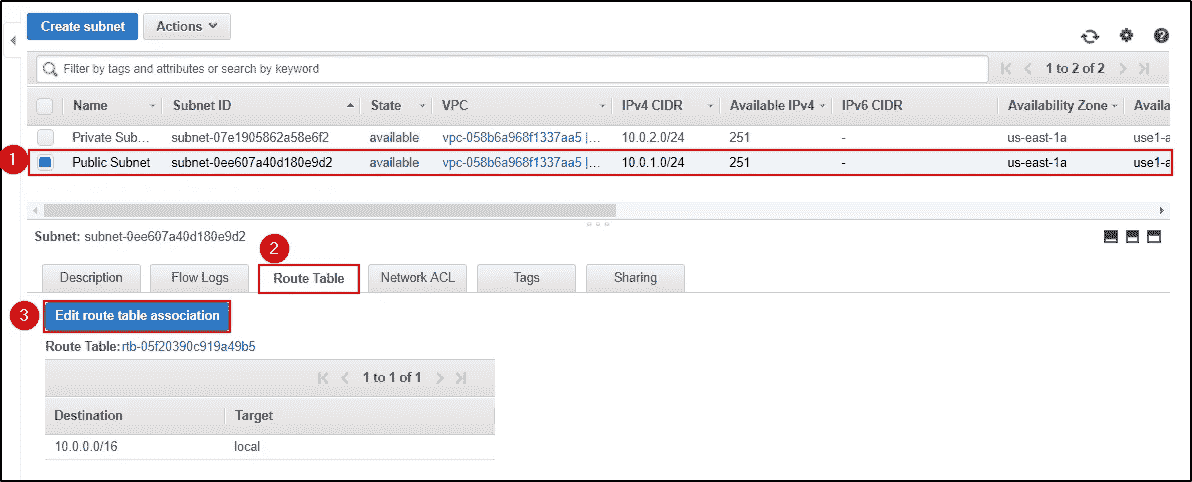 Create subnet Actions
Filter by tags and attributes or search by keyword 1 to 2 of 2
Name Subnet ID State VPC IPv4 CIDR Available IPv4 IPv6 CIDR Availability Zone Availa
Private Sub... subnet-07e1905862a58e6f2 available vpc-058b6a968f1337aa5 |... 10.0.2.0/24 251 - us-east-1a use1-a
1 Public Subnet subnet-0ee607a40d180e9d2 available vpc-058b6a968f1337aa5 |... 10.0.1.0/24 251 - us-east-1a use1-a
Subnet: subnet-0ee607a40d180e9d2
2
Description Flow Logs Route Table Network ACL Tags Sharing
3 Edit route table association
Route Table: rtb-05f20390c919a49b5
1 to 1 of 1
Destination Target
10.0.0.0/16 local